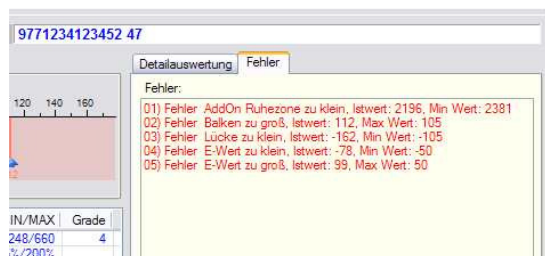 9771234123452 47
Detailauswertung Fehler
Fehler:
120 140 160
01) Fehler AddOn Ruhezone zu klein, Istwert: 2196, Min Wert: 2381
02) Fehler Balken zu groß, Istwert: 112, Max Wert: 105
03) Fehler Lücke zu klein, Istwert: -162, Min Wert: -105
04) Fehler E-Wert zu klein, Istwert: -78, Min Wert: -50
05) Fehler E-Wert zu groß, Istwert: 99, Max Wert: 50
IN/MAX Grade
248/660 4
%/200%